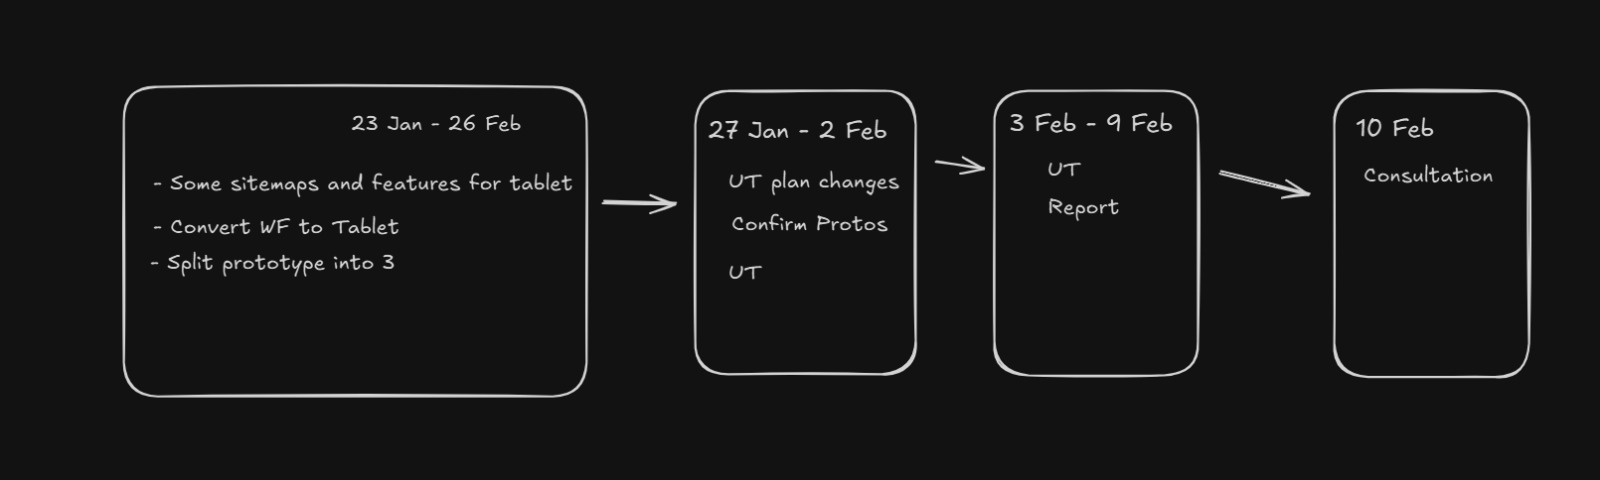 23 Jan - 26 Feb
- Some sitemaps and features for tablet
- Convert WF to Tablet
- Split prototype into 3
27 Jan - 2 Feb
UT plan changes
Confirm Protos
UT
3 Feb - 9 Feb
UT
Report
10 Feb
Consultation